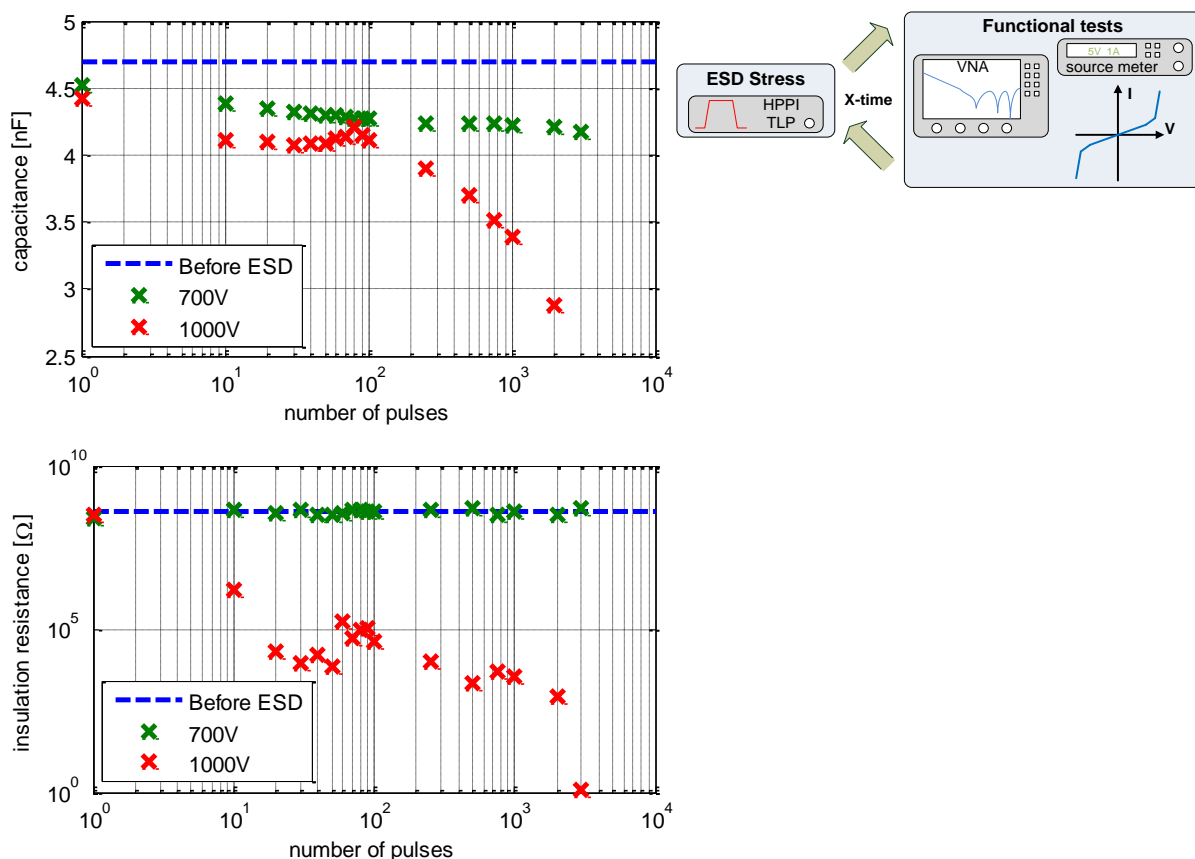 5
4.5
4
3.5
3
2.5
capacitance [nF]
Before ESD
700V
1000V
10^0
10^1
10^2
10^3
10^4
number of pulses
ESD Stress
HPPI
TLP
X-time
Functional tests
VNA
5V 1A
source meter
I
V
10^10
10^5
10^0
insulation resistance [Ω]
Before ESD
700V
1000V
10^0
10^1
10^2
10^3
10^4
number of pulses